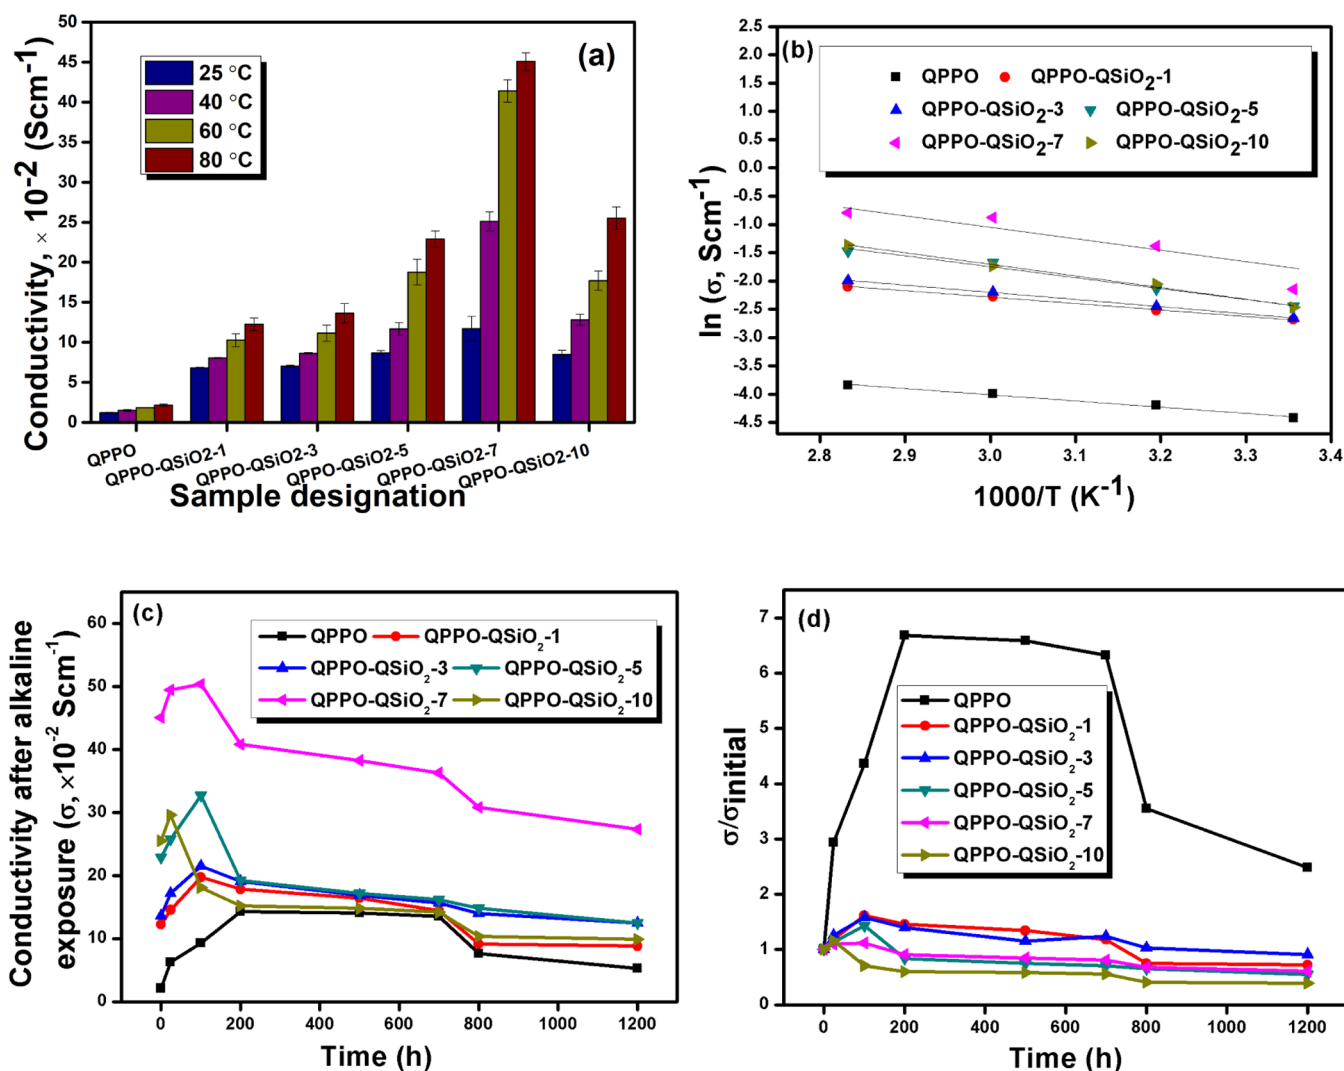 (a)
50
45
40
35
30
25
20
15
10
5
0
Conductivity, × 10⁻² (Scm⁻¹)
25 °C
40 °C
60 °C
80 °C
QPPO
QPPO-QSiO2-1
QPPO-QSiO2-3
QPPO-QSiO2-5
QPPO-QSiO2-7
QPPO-QSiO2-10
Sample designation
(b)
2.5
2.0
1.5
1.0
0.5
0.0
-0.5
-1.0
-1.5
-2.0
-2.5
-3.0
-3.5
-4.0
-4.5
ln (σ, Scm⁻¹)
QPPO QPPO-QSiO₂-1
QPPO-QSiO₂-3 QPPO-QSiO₂-5
QPPO-QSiO₂-7 QPPO-QSiO₂-10
2.8 2.9 3.0 3.1 3.2 3.3 3.4
1000/T (K⁻¹)
(c)
60
50
40
30
20
10
0
Conductivity after alkaline
exposure (σ, ×10⁻² Scm⁻¹)
QPPO QPPO-QSiO₂-1
QPPO-QSiO₂-3 QPPO-QSiO₂-5
QPPO-QSiO₂-7 QPPO-QSiO₂-10
0 200 400 600 800 1000 1200
Time (h)
(d)
7
6
5
4
3
2
1
0
σ/σinitial
QPPO
QPPO-QSiO₂-1
QPPO-QSiO₂-3
QPPO-QSiO₂-5
QPPO-QSiO₂-7
QPPO-QSiO₂-10
0 200 400 600 800 1000 1200
Time (h)